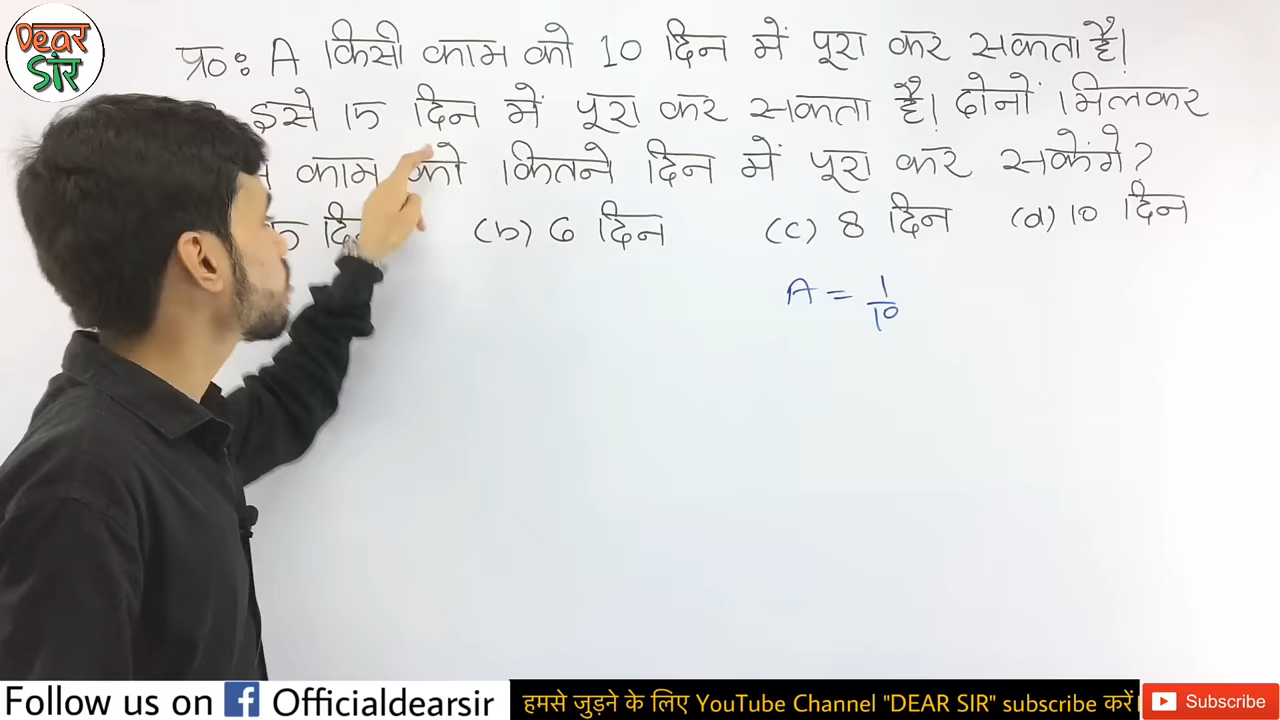 Dear
SIR
प्र०ः A किसी काम को 10 दिन में पूरा कर सकता है।
इसे 15 दिन में पूरा कर सकता है। दोनों मिलकर
काम को कितने दिन में पूरा कर सकेंगे?
(b) 6 दिन (c) 8 दिन (d) 10 दिन
A = 1/10
Follow us on f Officialdearsir
हमसे जुड़ने के लिए YouTube Channel "DEAR SIR" subscribe करें।
Subscribe